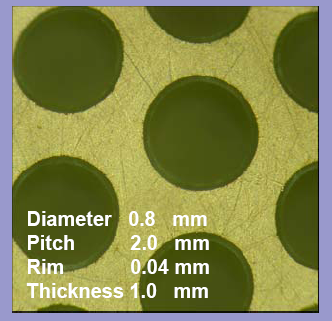 Diameter 0.8 mm
Pitch 2.0 mm
Rim 0.04 mm
Thickness 1.0 mm